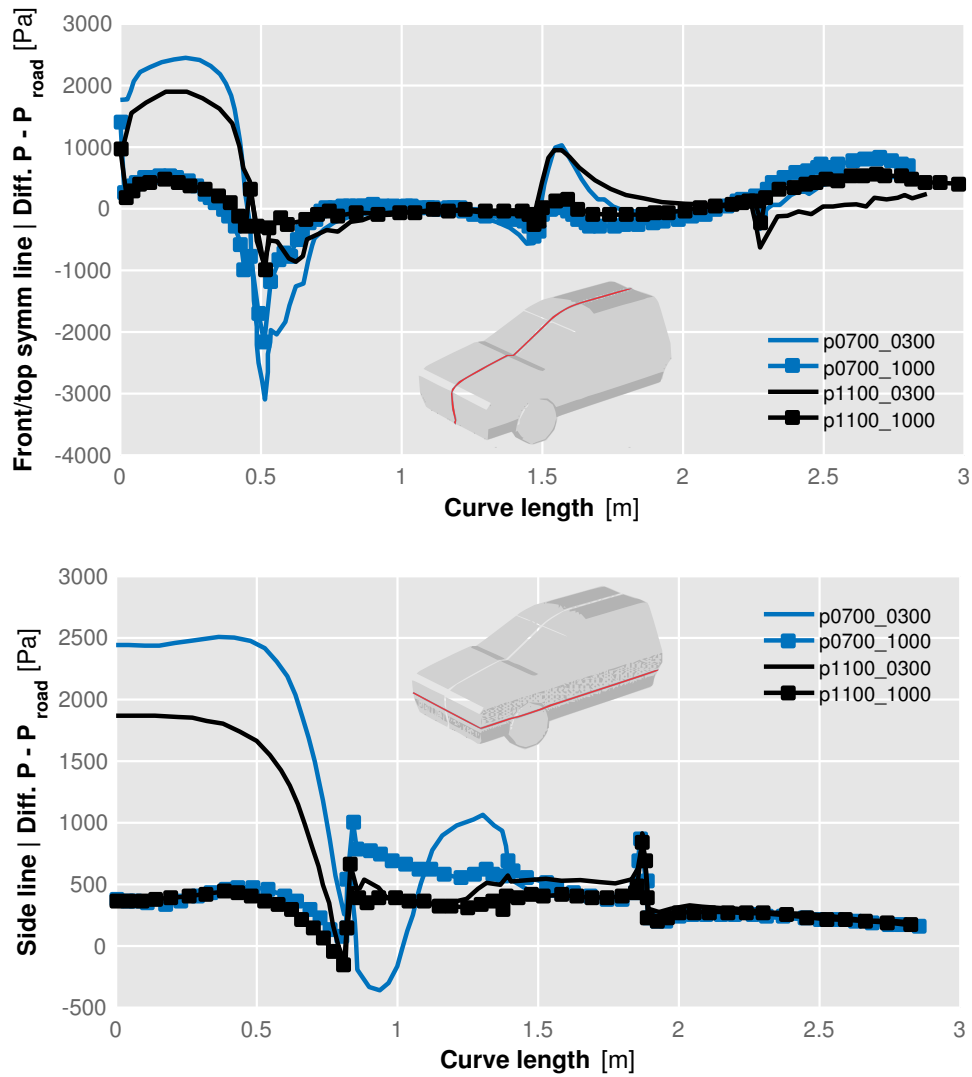 Front/top symm line | Diff. P - P road [Pa]
3000
2000
1000
0
-1000
-2000
-3000
-4000
p0700_0300
p0700_1000
p1100_0300
p1100_1000
0 0.5 1 1.5 2 2.5 3
Curve length [m]
Side line | Diff. P - P road [Pa]
3000
2500
2000
1500
1000
500
0
-500
p0700_0300
p0700_1000
p1100_0300
p1100_1000
0 0.5 1 1.5 2 2.5 3
Curve length [m]